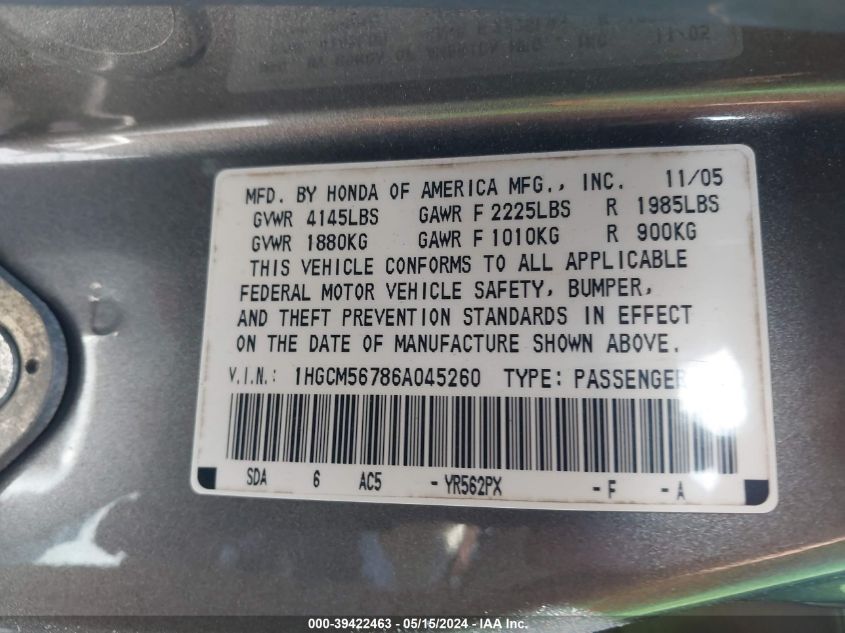 11/05
MFD. BY HONDA OF AMERICA MFG., INC. 11/05
GVWR 4145LBS GAWR F 2225LBS R 1985LBS
GVWR 1880KG GAWR F 1010KG R 900KG
THIS VEHICLE CONFORMS TO ALL APPLICABLE
FEDERAL MOTOR VEHICLE SAFETY, BUMPER,
AND THEFT PREVENTION STANDARDS IN EFFECT
ON THE DATE OF MANUFACTURE SHOWN ABOVE.
V.I.N.: 1HGCM56786A045260 TYPE: PASSENGER
SDA 6 AC5 - YR562PX - F - A
000-39422463 - 05/15/2024 - IAA Inc.